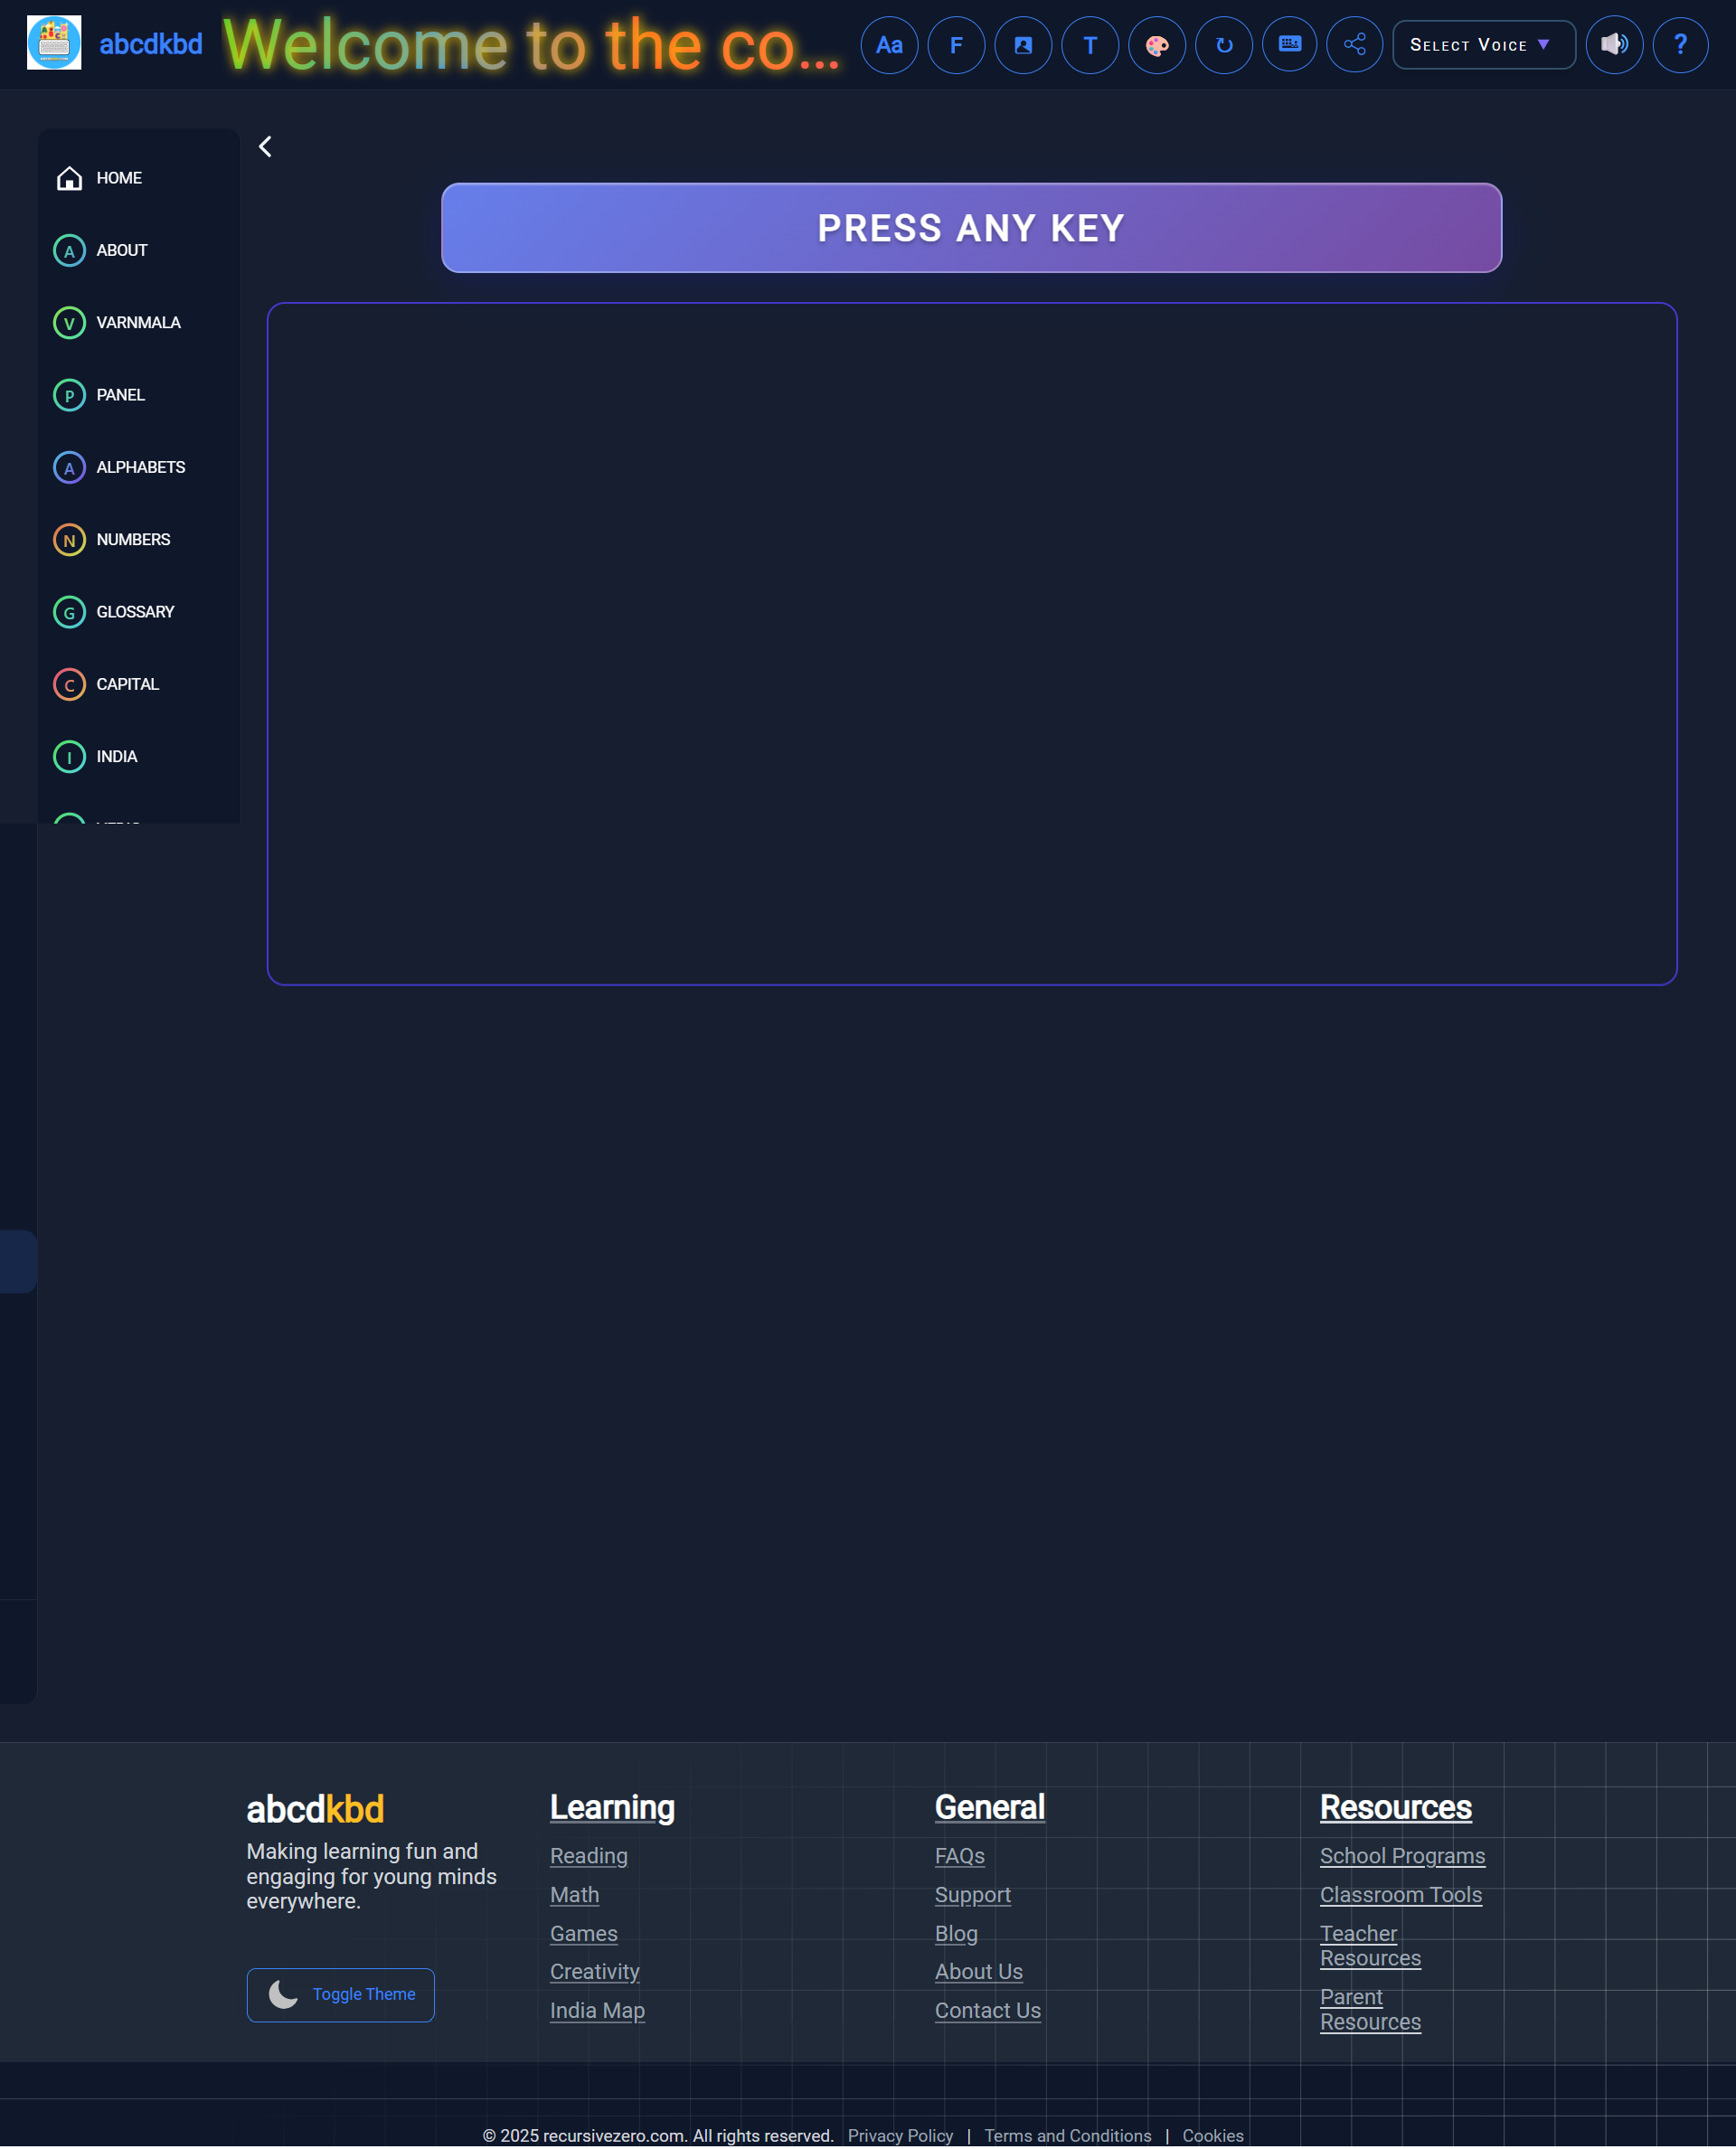 abcdkbd Welcome to the co... Aa F T SELECT VOICE ▼ ?
HOME
A ABOUT
V VARNMALA
P PANEL
A ALPHABETS
N NUMBERS
G GLOSSARY
C CAPITAL
I INDIA
PRESS ANY KEY
abcdkbd
Making learning fun and
engaging for young minds
everywhere.
Toggle Theme
Learning
Reading
Math
Games
Creativity
India Map
General
FAQs
Support
Blog
About Us
Contact Us
Resources
School Programs
Classroom Tools
Teacher
Resources
Parent
Resources
© 2025 recursivezero.com. All rights reserved. Privacy Policy | Terms and Conditions | Cookies